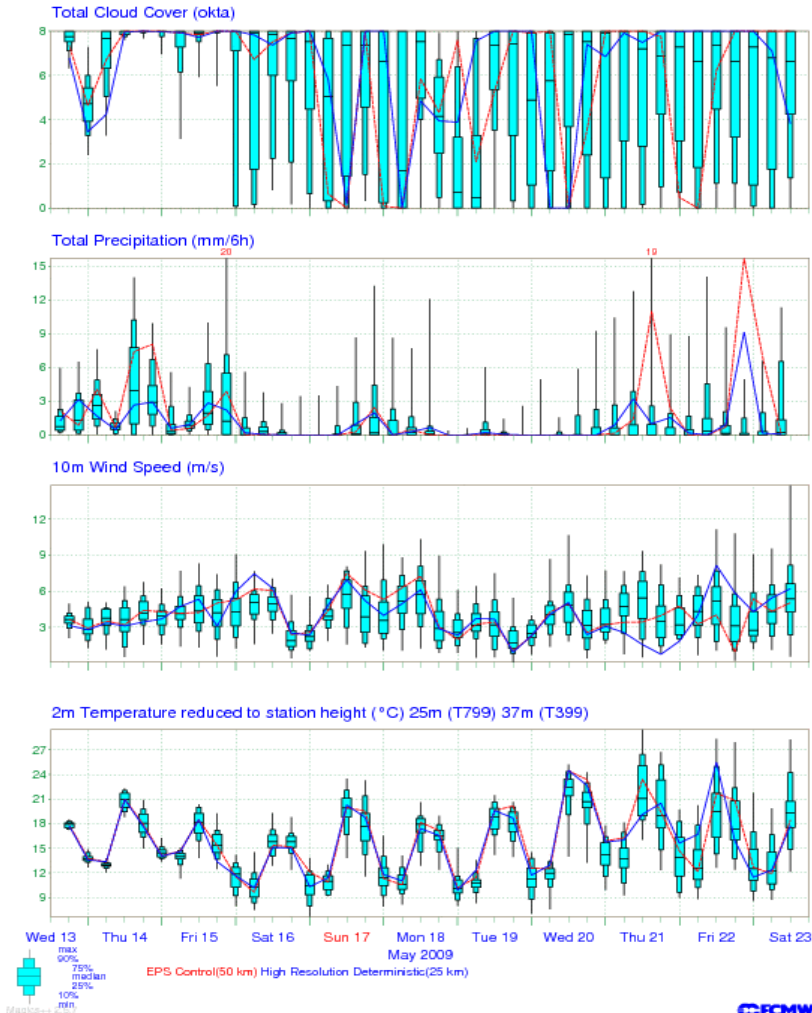 Total Cloud Cover (okta)
8
6
4
2
0
Total Precipitation (mm/6h)
20
19
15
12
9
6
3
0
10m Wind Speed (m/s)
12
9
6
3
2m Temperature reduced to station height (°C) 25m (T799) 37m (T399)
27
24
21
18
15
12
9
Wed 13 Thu 14 Fri 15 Sat 16 Sun 17 Mon 18 Tue 19 Wed 20 Thu 21 Fri 22 Sat 23
May 2009
max
90%
75%
median
25%
10%
min
EPS Control(50 km) High Resolution Deterministic(25 km)